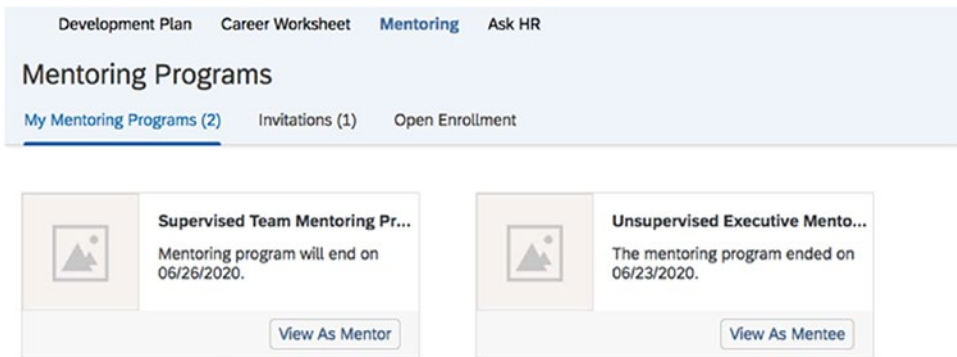 Development Plan Career Worksheet Mentoring Ask HR
Mentoring Programs
My Mentoring Programs (2) Invitations (1) Open Enrollment
Supervised Team Mentoring Pr...
Mentoring program will end on
06/26/2020.
View As Mentor
Unsupervised Executive Mento...
The mentoring program ended on
06/23/2020.
View As Mentee